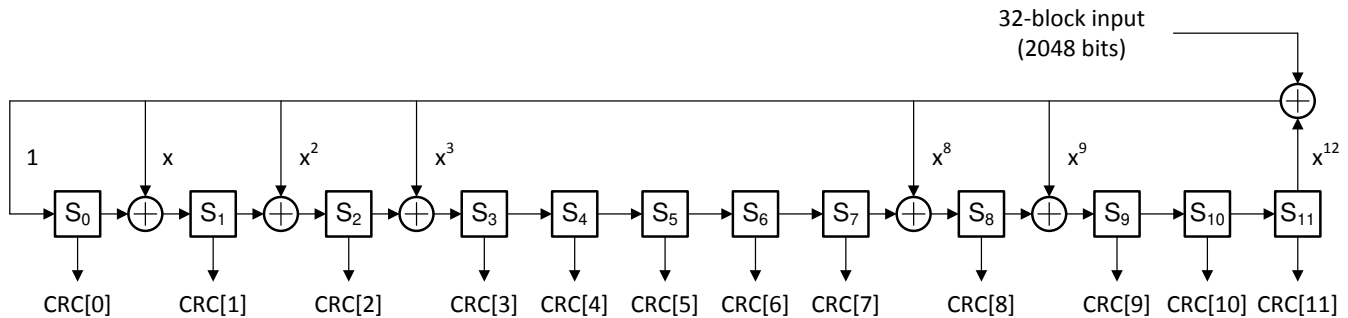 32-block input
(2048 bits)
1 x x² x³ x⁸ x⁹ x¹²
S₀ S₁ S₂ S₃ S₄ S₅ S₆ S₇ S₈ S₉ S₁₀ S₁₁
CRC[0] CRC[1] CRC[2] CRC[3] CRC[4] CRC[5] CRC[6] CRC[7] CRC[8] CRC[9] CRC[10] CRC[11]